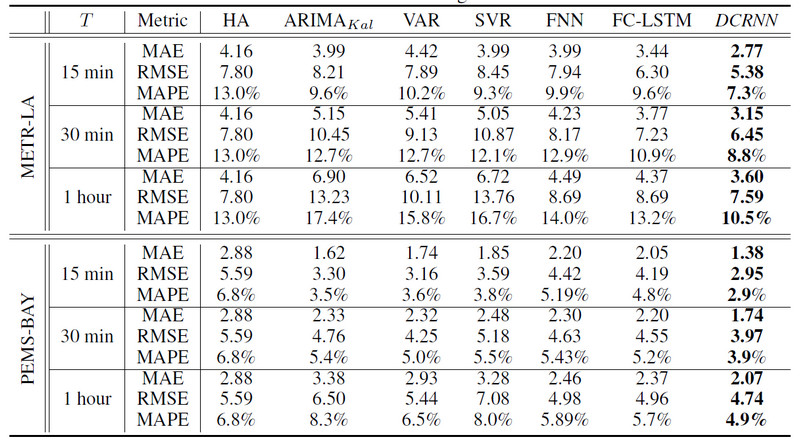 T Metric HA ARIMA_Kal VAR SVR FNN FC-LSTM DCRNN
METR-LA
15 min
MAE 4.16 3.99 4.42 3.99 3.99 3.44 2.77
RMSE 7.80 8.21 7.89 8.45 7.94 6.30 5.38
MAPE 13.0% 9.6% 10.2% 9.3% 9.9% 9.6% 7.3%
30 min
MAE 4.16 5.15 5.41 5.05 4.23 3.77 3.15
RMSE 7.80 10.45 9.13 10.87 8.17 7.23 6.45
MAPE 13.0% 12.7% 12.7% 12.1% 12.9% 10.9% 8.8%
1 hour
MAE 4.16 6.90 6.52 6.72 4.49 4.37 3.60
RMSE 7.80 13.23 10.11 13.76 8.69 8.69 7.59
MAPE 13.0% 17.4% 15.8% 16.7% 14.0% 13.2% 10.5%
PEMS-BAY
15 min
MAE 2.88 1.62 1.74 1.85 2.20 2.05 1.38
RMSE 5.59 3.30 3.16 3.59 4.42 4.19 2.95
MAPE 6.8% 3.5% 3.6% 3.8% 5.19% 4.8% 2.9%
30 min
MAE 2.88 2.33 2.32 2.48 2.30 2.20 1.74
RMSE 5.59 4.76 4.25 5.18 4.63 4.55 3.97
MAPE 6.8% 5.4% 5.0% 5.5% 5.43% 5.2% 3.9%
1 hour
MAE 2.88 3.38 2.93 3.28 2.46 2.37 2.07
RMSE 5.59 6.50 5.44 7.08 4.98 4.96 4.74
MAPE 6.8% 8.3% 6.5% 8.0% 5.89% 5.7% 4.9%